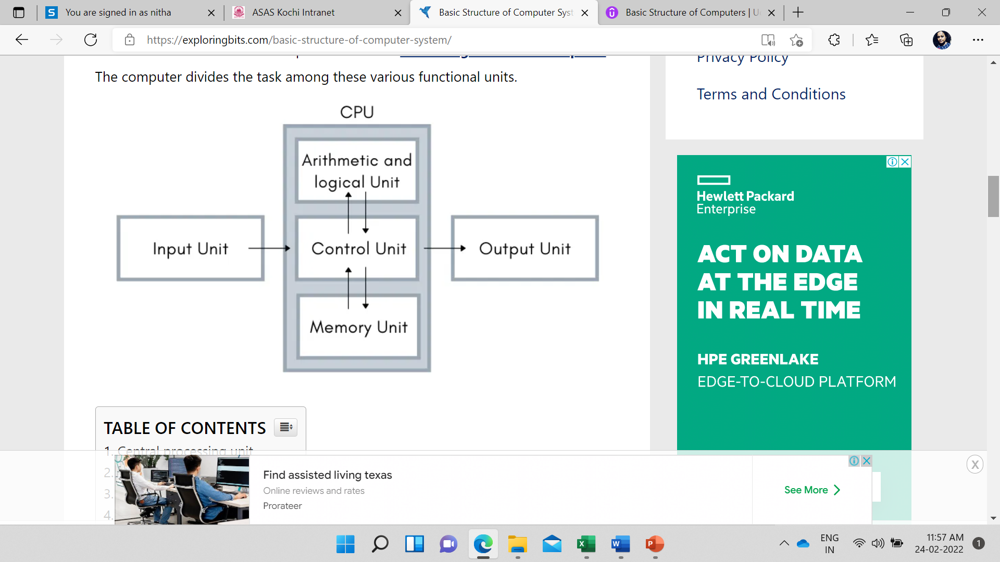 You are signed in as nitha
ASAS Kochi Intranet
Basic Structure of Computer Syst
Basic Structure of Computers | U
https://exploringbits.com/basic-structure-of-computer-system/
Privacy Policy
The computer divides the task among these various functional units.
Terms and Conditions
CPU
Arithmetic and
logical Unit
Input Unit
Control Unit
Output Unit
Memory Unit
Hewlett Packard
Enterprise
ACT ON DATA
AT THE EDGE
IN REAL TIME
HPE GREENLAKE
EDGE-TO-CLOUD PLATFORM
TABLE OF CONTENTS
1. Central processing unit
2.
3.
4.
Find assisted living texas
Online reviews and rates
Prorateer
See More
X
ENG
IN
11:57 AM
24-02-2022
1